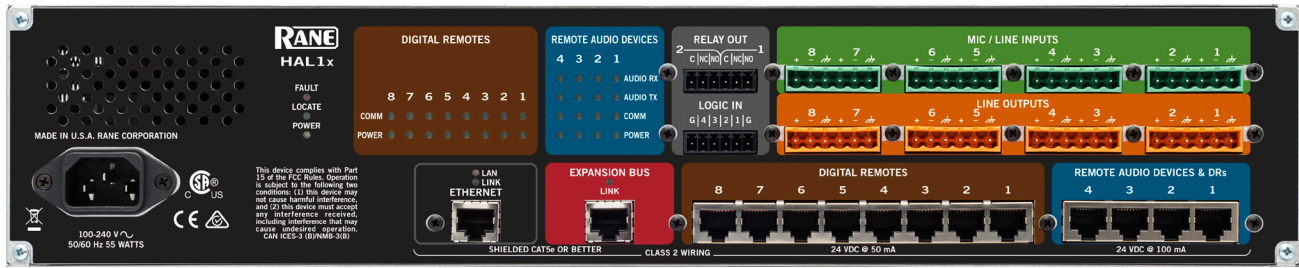 RANE
HAL1x
FAULT
LOCATE
POWER
MADE IN U.S.A. RANE CORPORATION
100-240 V
50/60 Hz 55 WATTS
C US
CE
This device complies with Part
15 of the FCC Rules. Operation
is subject to the following two
conditions: (1) this device may
not cause harmful interference,
and (2) this device must accept
any interference received,
including interference that may
cause undesired operation.
CAN ICES-3 (B)/NMB-3(B)
DIGITAL REMOTES
8 7 6 5 4 3 2 1
COMM
POWER
REMOTE AUDIO DEVICES
4 3 2 1
AUDIO RX
AUDIO TX
COMM
POWER
RELAY OUT
2 1
C NC NO C NC NO
LOGIC IN
G 4 3 2 1 G
MIC / LINE INPUTS
8 7 6 5 4 3 2 1
+ − + − + − + − + − + − + − + −
LINE OUTPUTS
8 7 6 5 4 3 2 1
+ − + − + − + − + − + − + − + −
LAN
LINK
ETHERNET
EXPANSION BUS
LINK
DIGITAL REMOTES
8 7 6 5 4 3 2 1
REMOTE AUDIO DEVICES & DRs
4 3 2 1
SHIELDED CAT5e OR BETTER
CLASS 2 WIRING
24 VDC @ 50 mA
24 VDC @ 100 mA